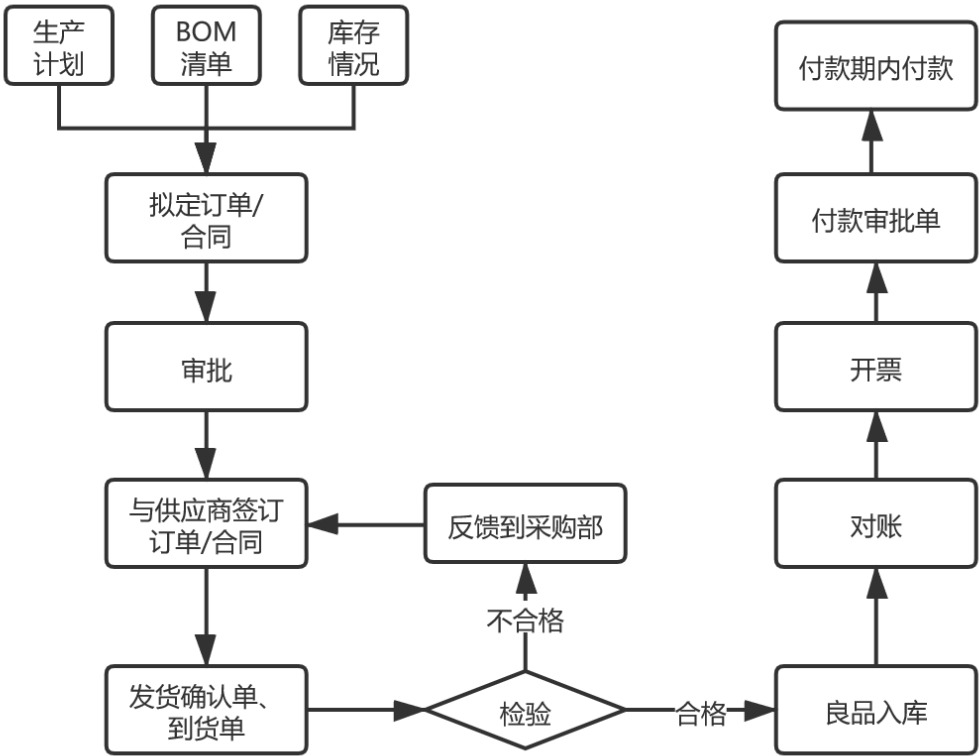 生产
计划
BOM
清单
库存
情况
拟定订单/
合同
审批
与供应商签订
订单/合同
发货确认单、
到货单
检验
不合格
反馈到采购部
合格
良品入库
对账
开票
付款审批单
付款期内付款